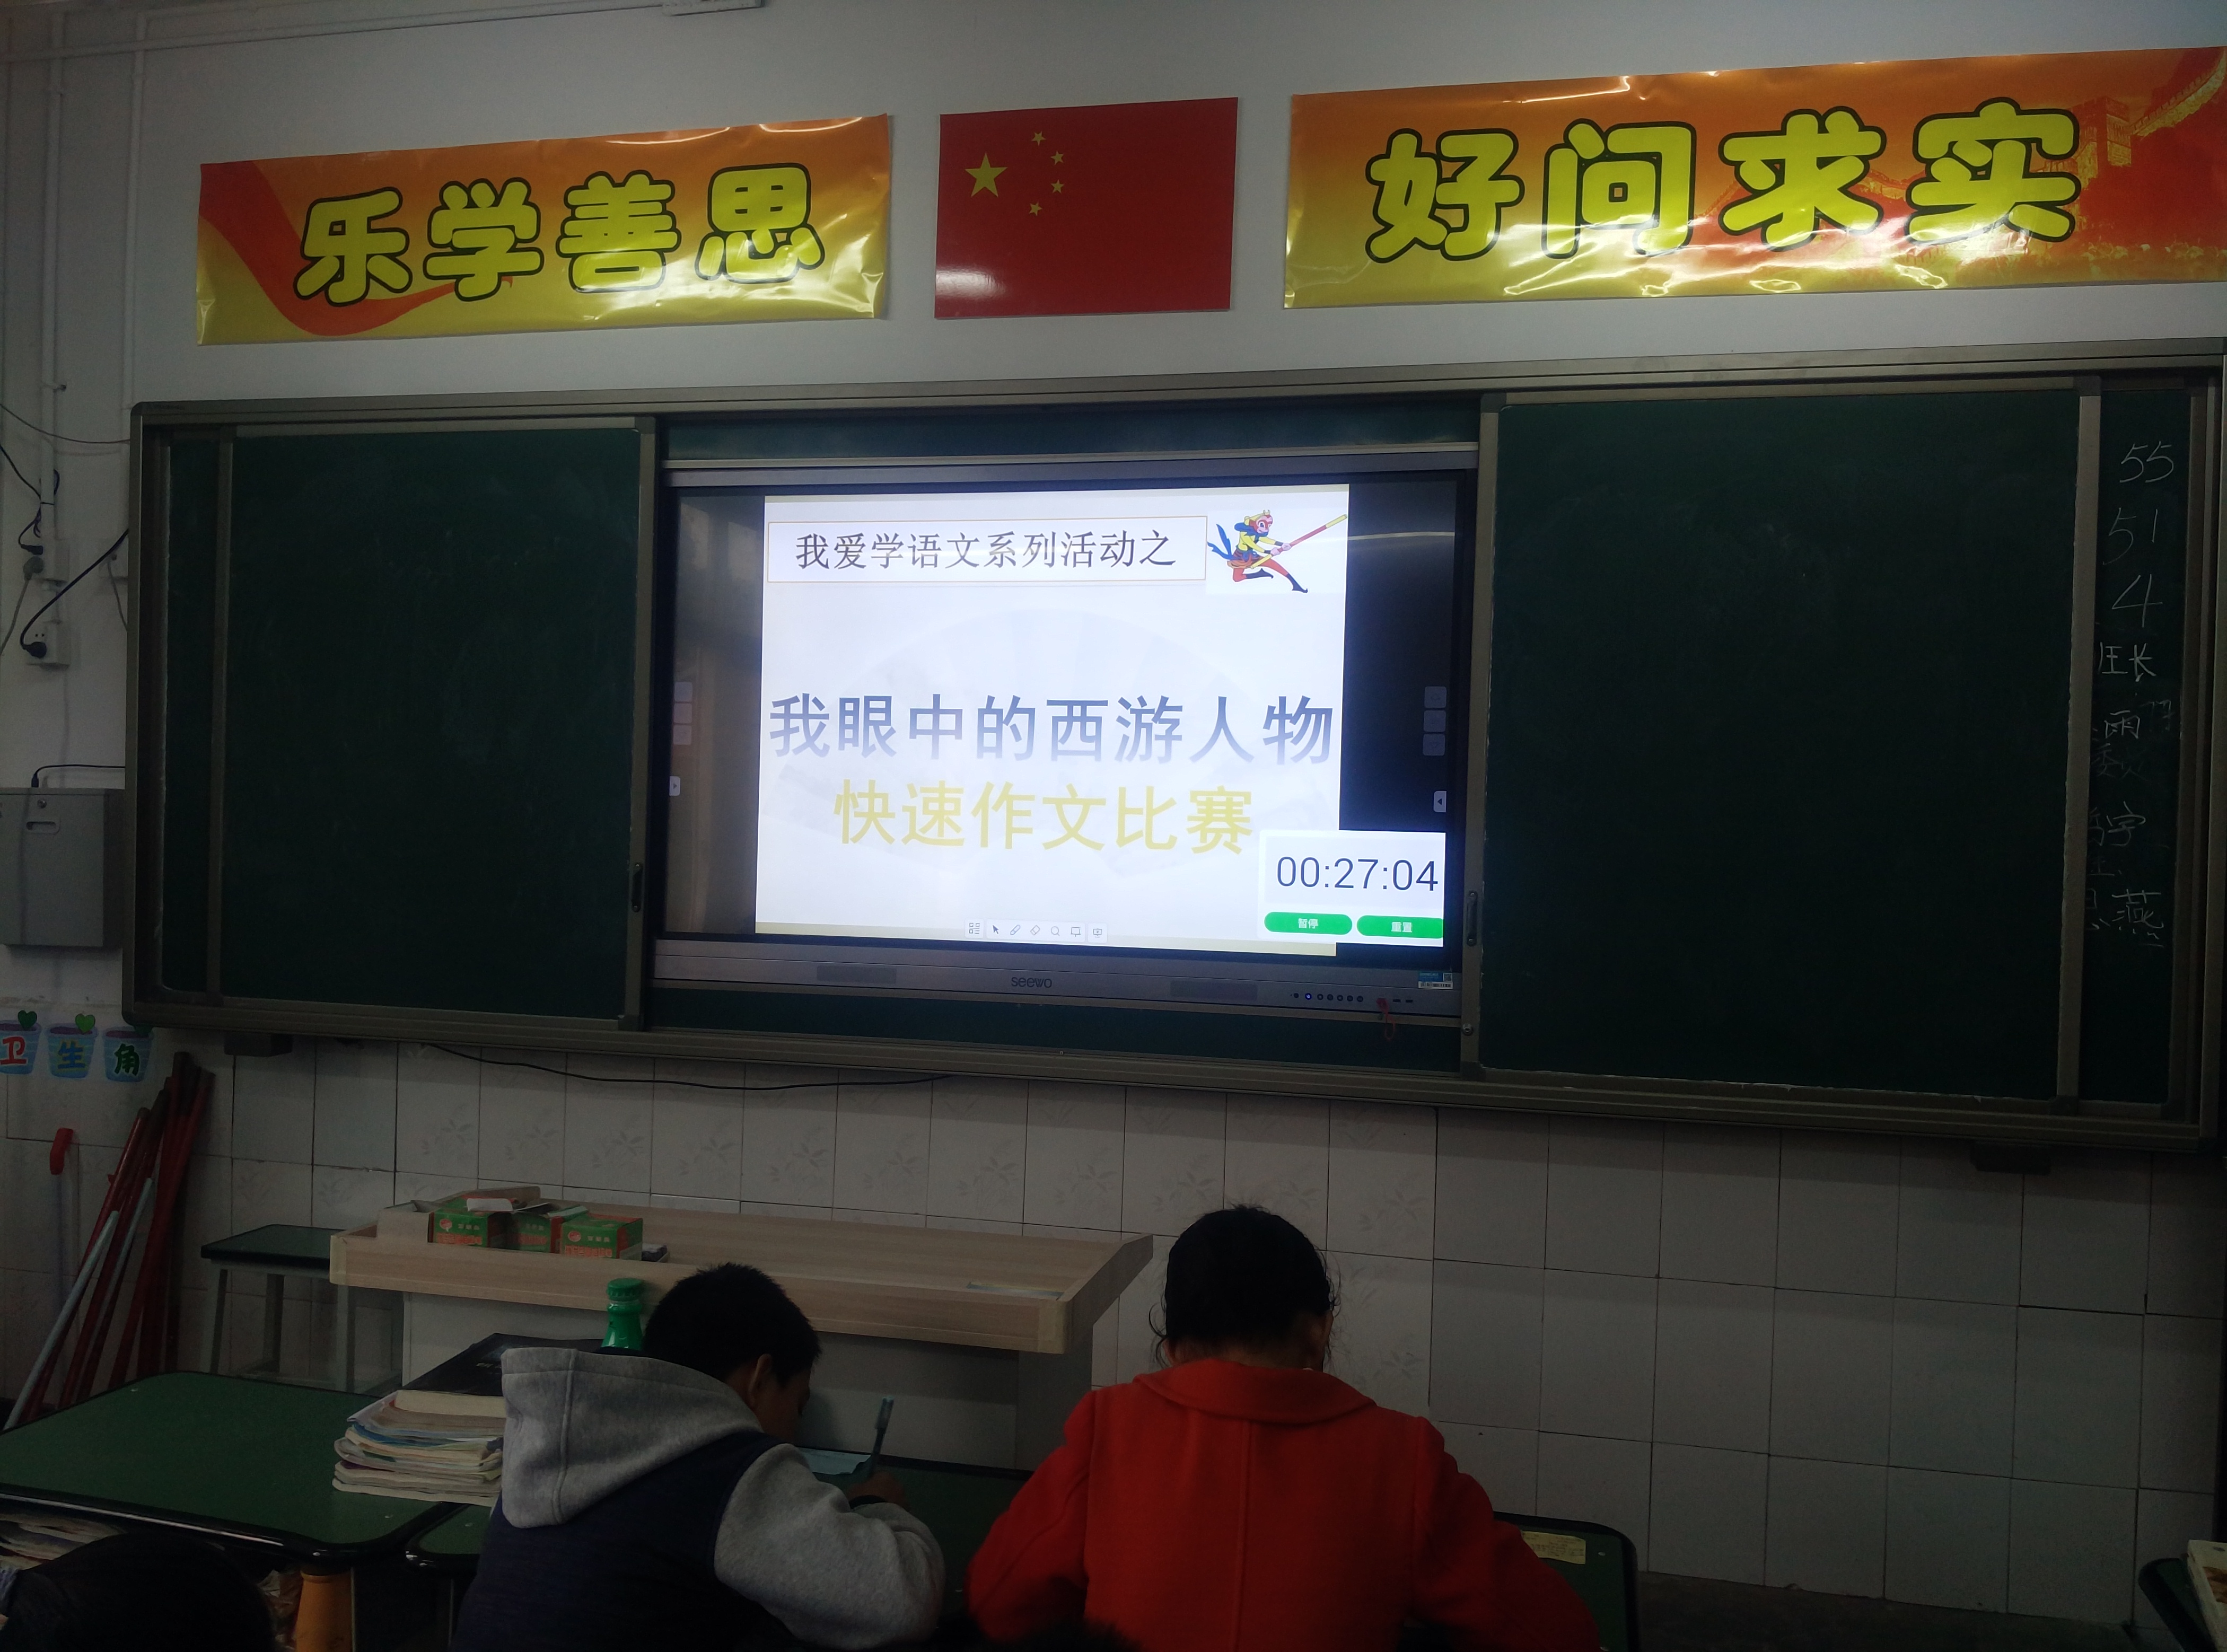 乐学善思
好问求实
我爱学语文系列活动之
我眼中的西游人物
快速作文比赛
00:27:04
暂停
重置
seewo
55
51
4
卫生角